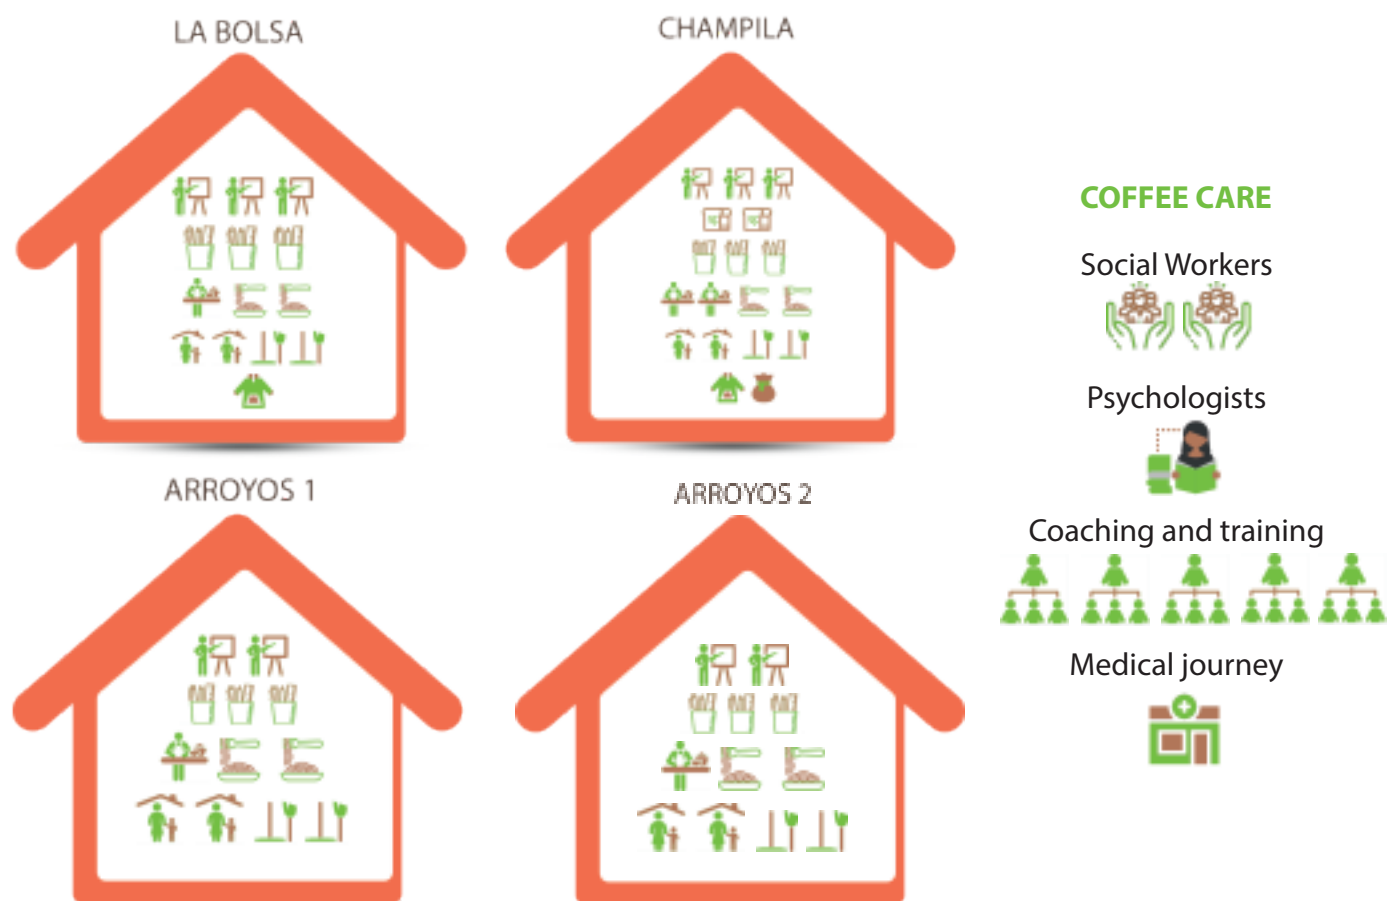 LA BOLSA
CHAMPILA
COFFEE CARE
Social Workers
Psychologists
Coaching and training
Medical journey
ARROYOS 1
ARROYOS 2